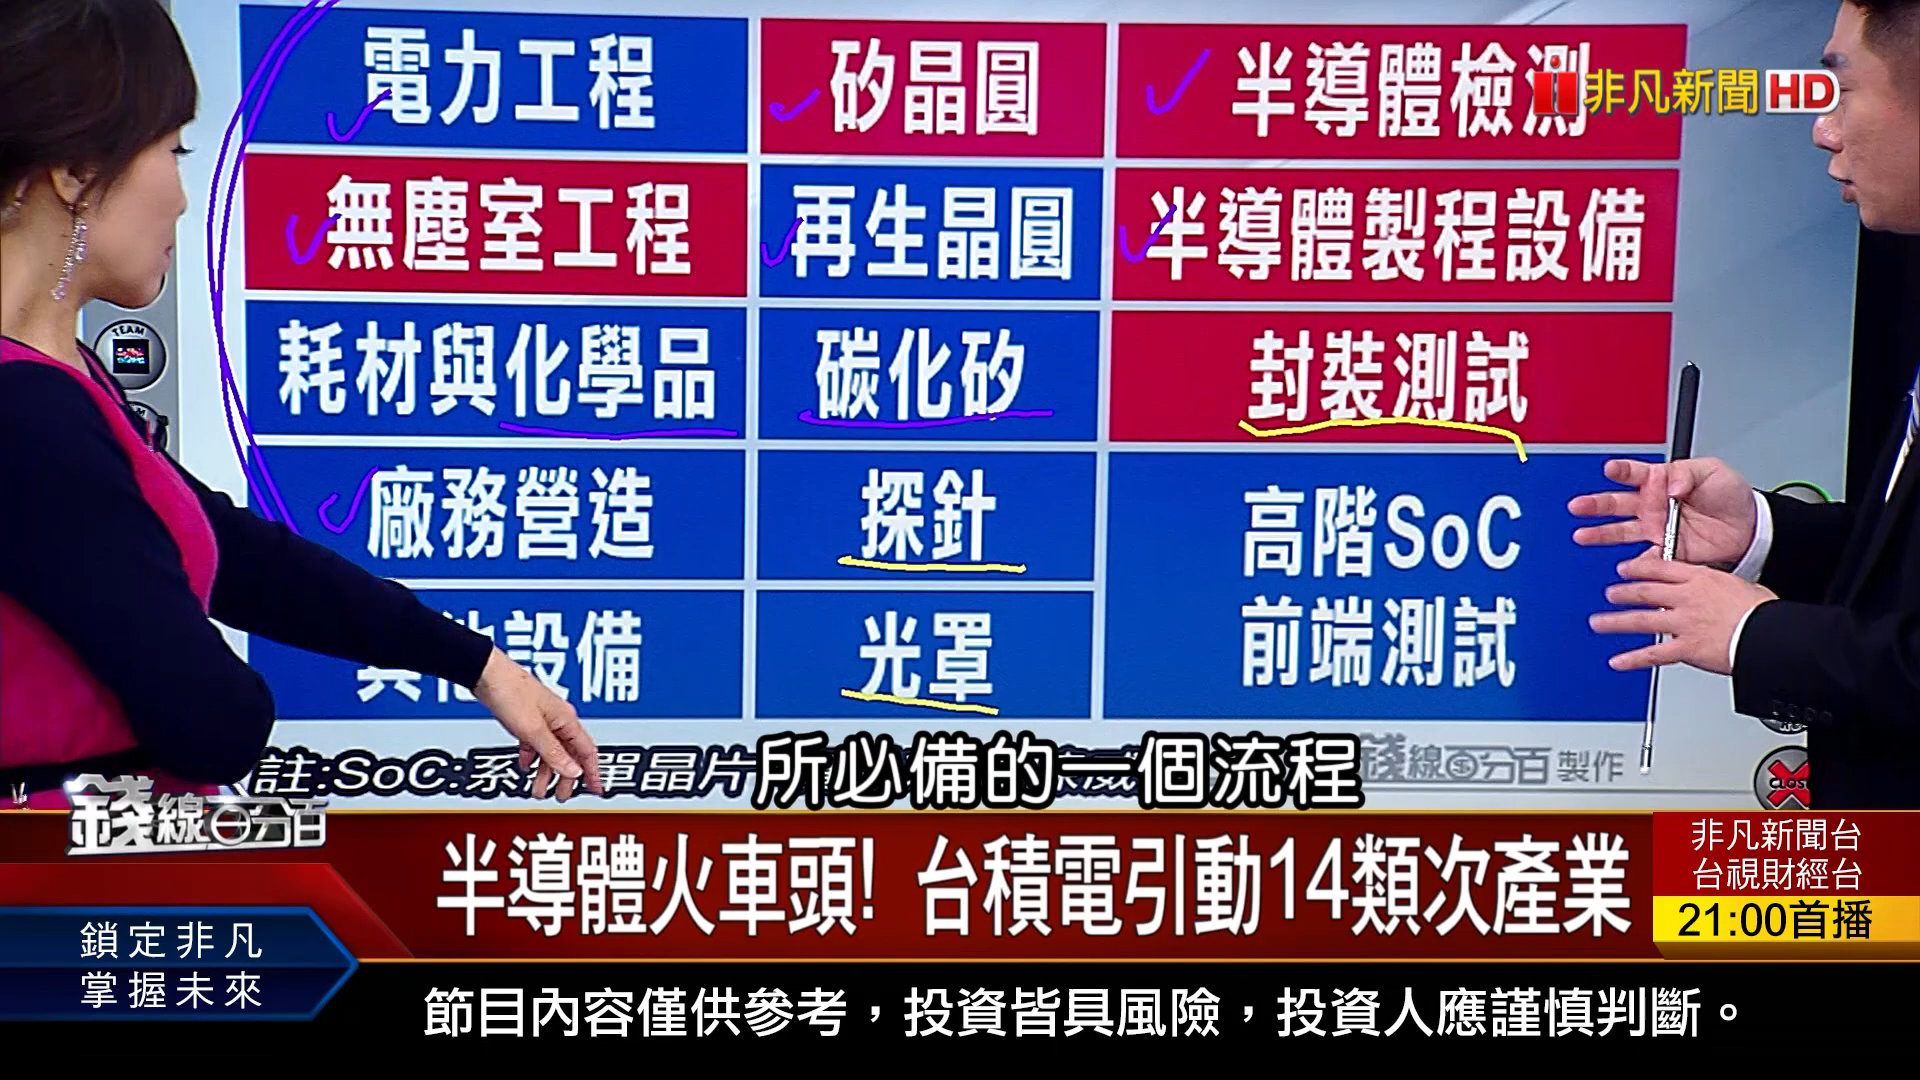 電力工程
矽晶圓
半導體檢測
非凡新聞HD
無塵室工程
再生晶圓
半導體製程設備
耗材與化學品
碳化矽
封裝測試
廠務營造
探針
高階SoC
前端測試
其他設備
光罩
TEAM
註:SoC:系統單晶片
所必備的一個流程
錢線百分百製作
CLOS
錢線百分百
半導體火車頭! 台積電引動14類次產業
非凡新聞台
台視財經台
21:00首播
鎖定非凡
掌握未來
節目內容僅供參考，投資皆具風險，投資人應謹慎判斷。